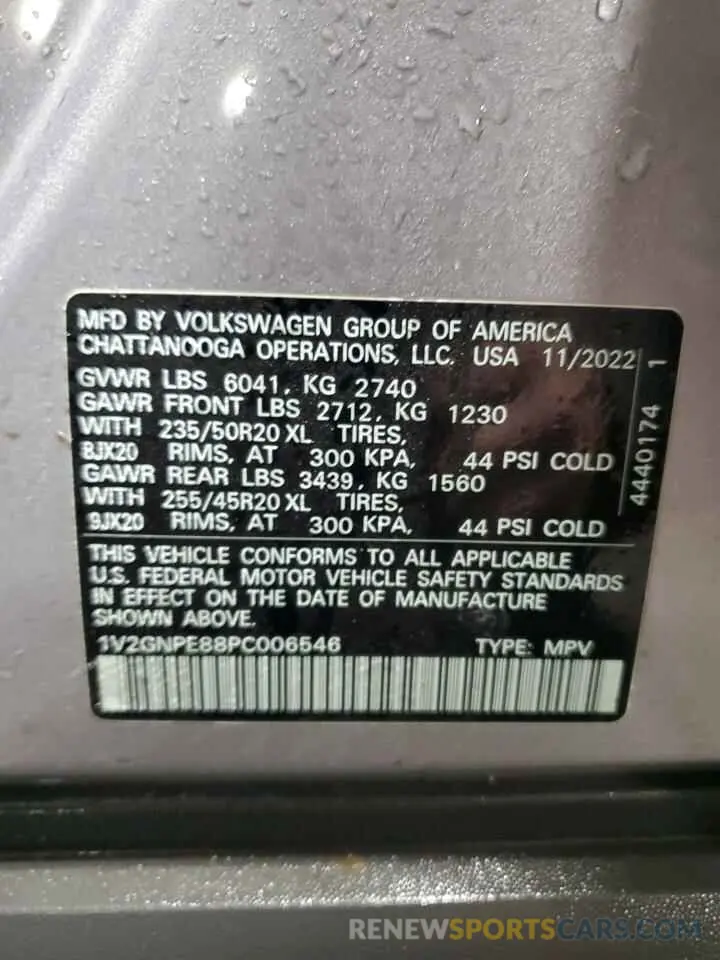 MFD BY VOLKSWAGEN GROUP OF AMERICA
CHATTANOOGA OPERATIONS, LLC. USA 11/2022
GVWR LBS 6041, KG 2740
GAWR FRONT LBS 2712, KG 1230
WITH 235/50R20 XL TIRES,
8JX20 RIMS, AT 300 KPA, 44 PSI COLD
GAWR REAR LBS 3439, KG 1560
WITH 255/45R20 XL TIRES,
9JX20 RIMS, AT 300 KPA, 44 PSI COLD
4440174 1
THIS VEHICLE CONFORMS TO ALL APPLICABLE
U.S. FEDERAL MOTOR VEHICLE SAFETY STANDARDS
IN EFFECT ON THE DATE OF MANUFACTURE
SHOWN ABOVE.
1V2GNPE88PC006546 TYPE: MPV
RENEWSPORTSCARS.COM